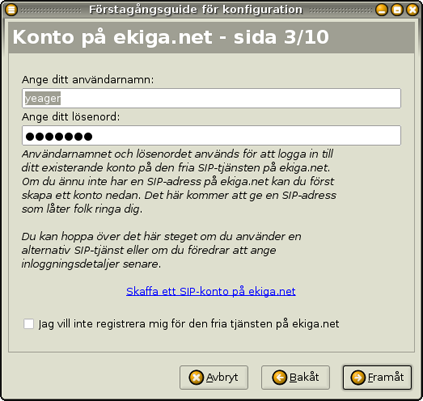 Förstagångsguide för konfiguration
Konto på ekiga.net - sida 3/10
Ange ditt användarnamn:
yeager
Ange ditt lösenord:
●●●●●●●
Användarnamnet och lösenordet används för att logga in till
ditt existerande konto på den fria SIP-tjänsten på ekiga.net.
Om du ännu inte har en SIP-adress på ekiga.net kan du först
skapa ett konto nedan. Det här kommer att ge en SIP-adress
som låter folk ringa dig.
Du kan hoppa över det här steget om du använder en
alternativ SIP-tjänst eller om du föredrar att ange
inloggningsdetaljer senare.
Skaffa ett SIP-konto på ekiga.net
Jag vill inte registrera mig för den fria tjänsten på ekiga.net
Avbryt
Bakåt
Framåt